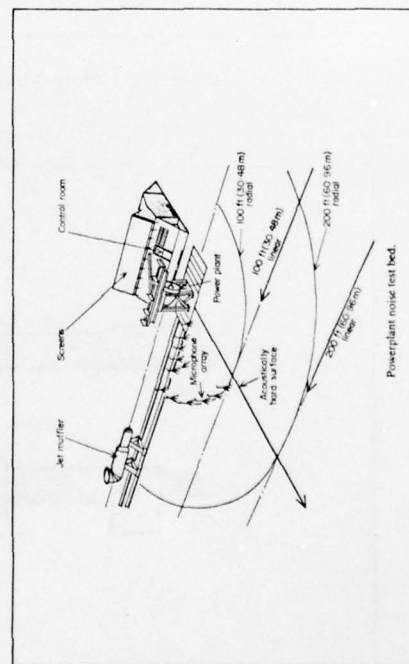 Screens
Control room
Jet muffler
Power plant
Microphone
array
Acoustically
hard surface
100 ft (30·48 m)
radial
100 ft (30·48 m)
linear
200 ft (60·96 m)
radial
200 ft (60·96 m)
linear
Powerplant noise test bed.